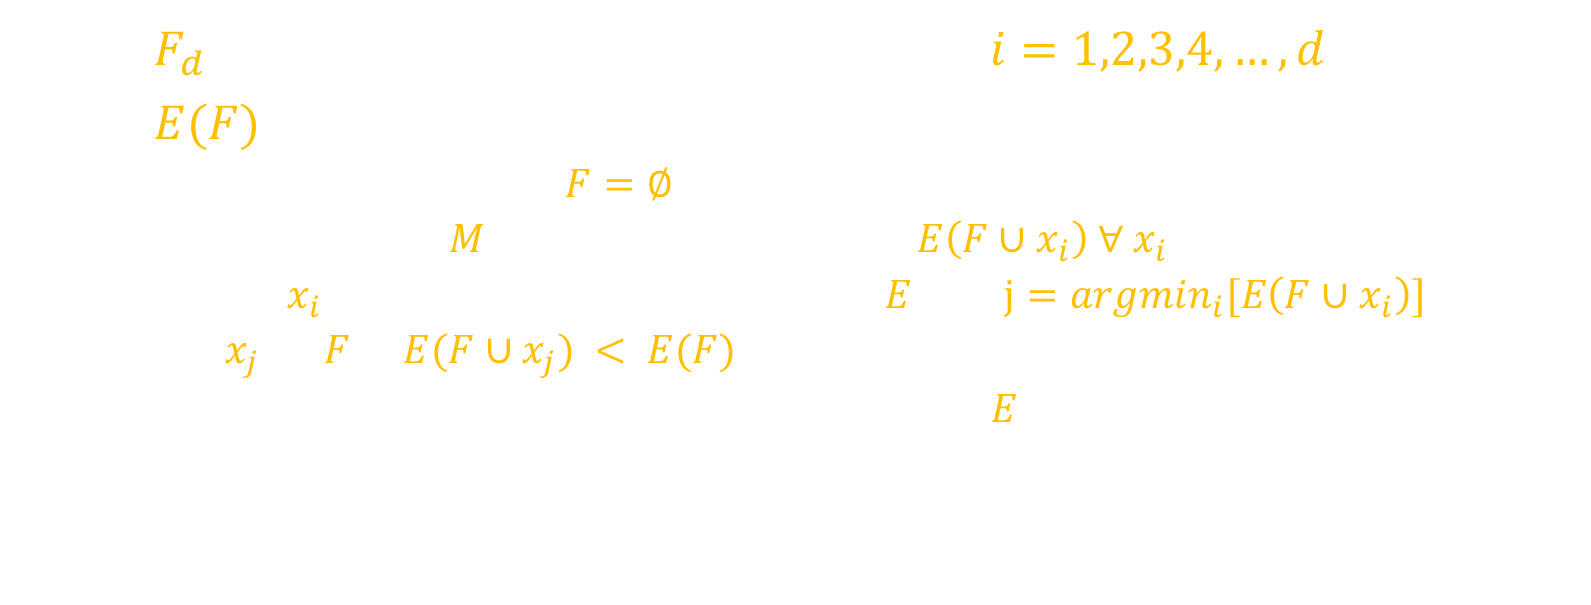 F_d i = 1,2,3,4, … , d
E(F)
F = ∅
M E(F ∪ x_i) ∀ x_i
x_i E j = argmin_i[E(F ∪ x_i)]
x_j F E(F ∪ x_j) < E(F)
E